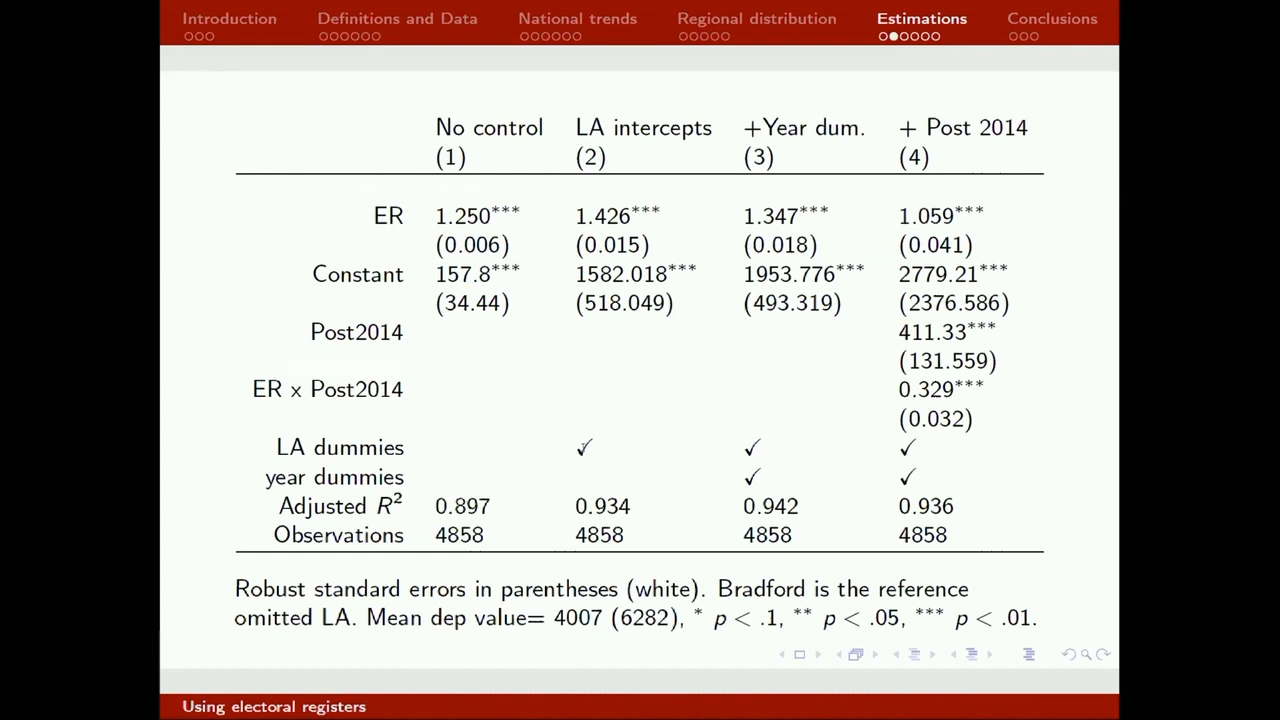 Introduction Definitions and Data National trends Regional distribution Estimations Conclusions
No control LA intercepts +Year dum. + Post 2014
(1) (2) (3) (4)
ER 1.250*** 1.426*** 1.347*** 1.059***
(0.006) (0.015) (0.018) (0.041)
Constant 157.8*** 1582.018*** 1953.776*** 2779.21***
(34.44) (518.049) (493.319) (2376.586)
Post2014 411.33***
(131.559)
ER x Post2014 0.329***
(0.032)
LA dummies ✓ ✓ ✓
year dummies ✓ ✓
Adjusted R² 0.897 0.934 0.942 0.936
Observations 4858 4858 4858 4858
Robust standard errors in parentheses (white). Bradford is the reference
omitted LA. Mean dep value= 4007 (6282), * p < .1, ** p < .05, *** p < .01.
Using electoral registers